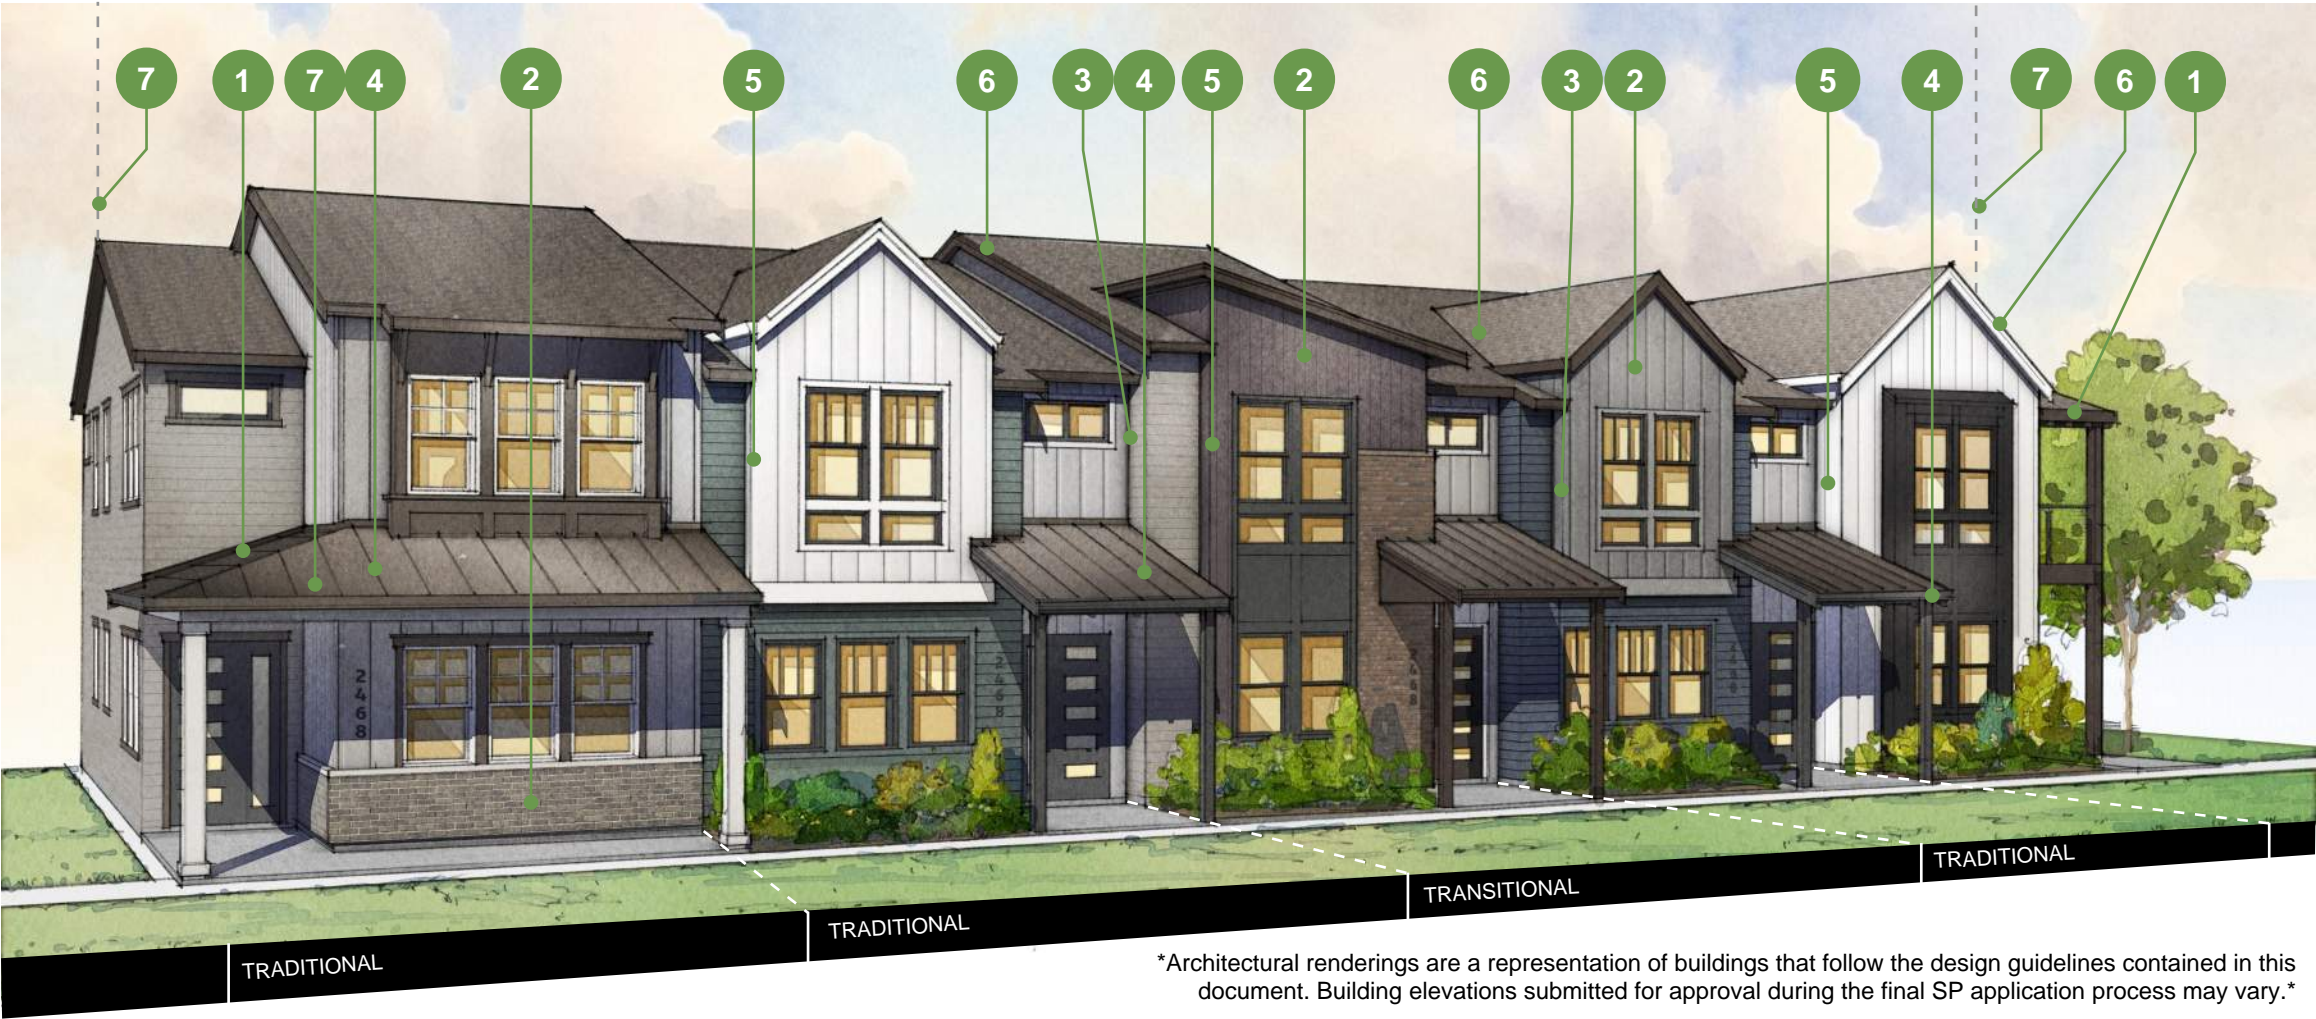 7 1 7 4 2 5 6 3 4 5 2 6 3 2 5 4 7 6 1
2468
2468
2468
TRADITIONAL
TRADITIONAL
TRANSITIONAL
TRADITIONAL
*Architectural renderings are a representation of buildings that follow the design guidelines contained in this
document. Building elevations submitted for approval during the final SP application process may vary.*